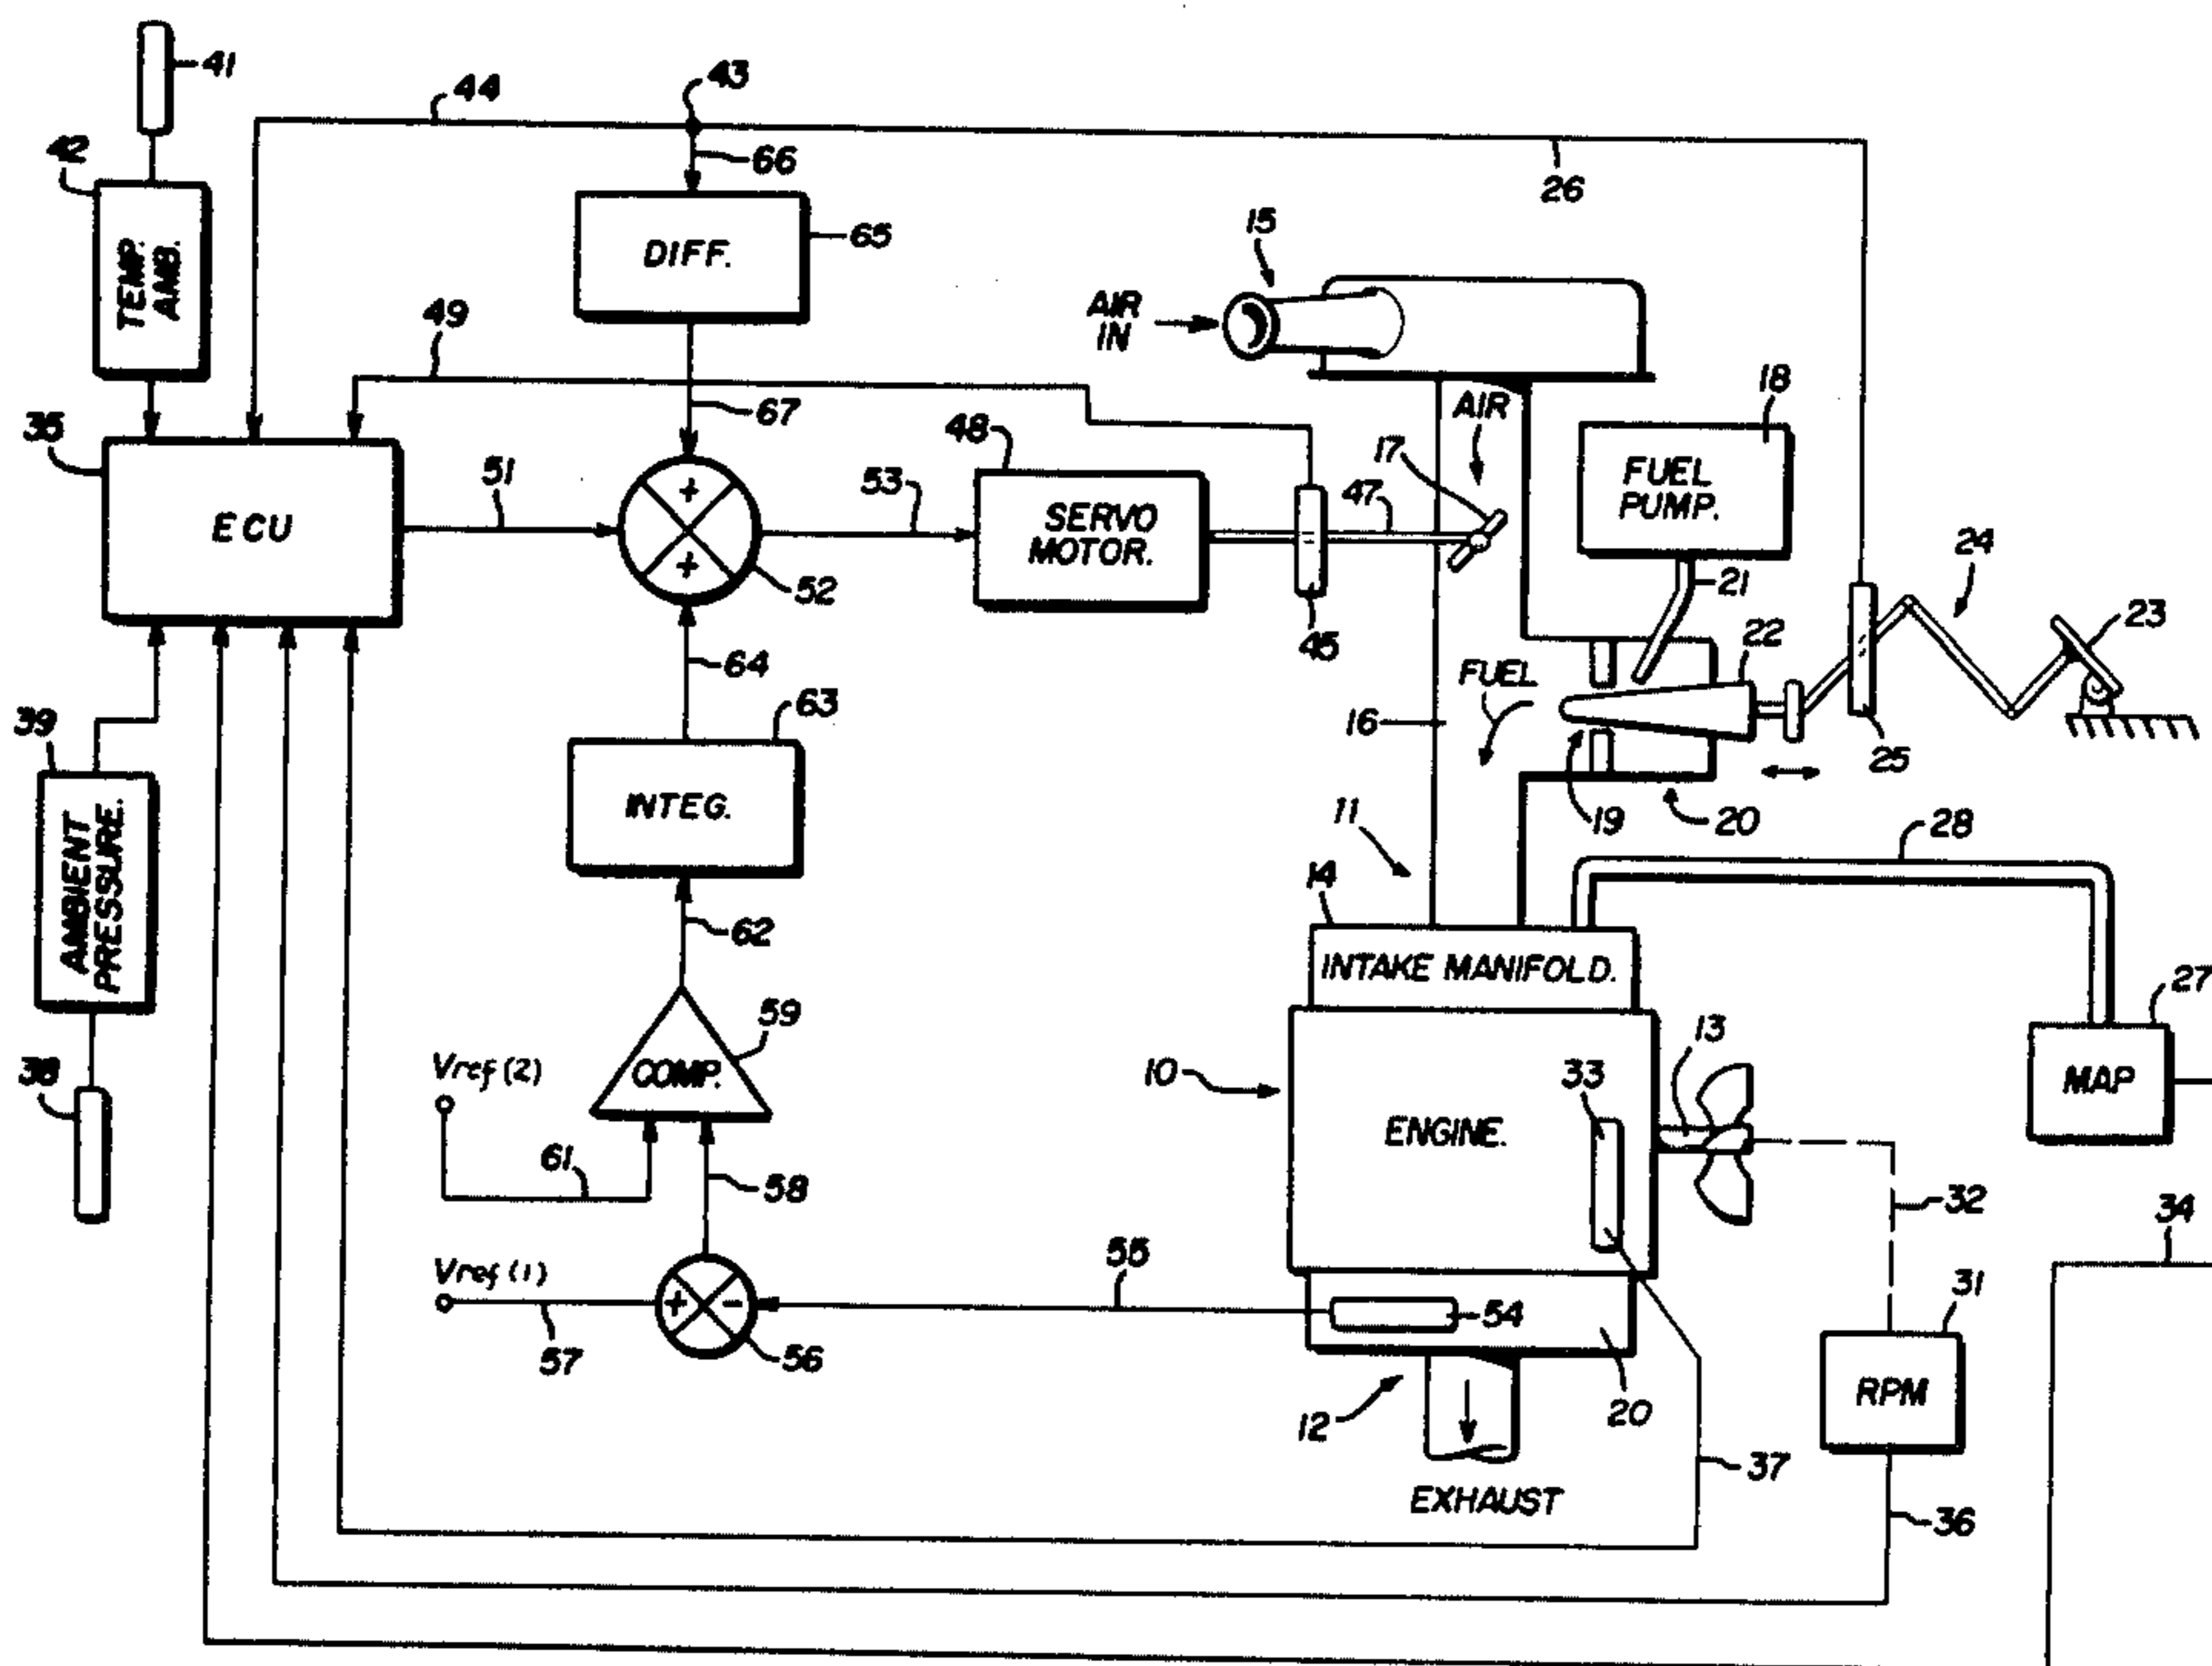 41
44
43
42
66
26
TEMP.
AMB.
DIFF.
65
15
AIR
IN
49
67
AIR
18
35
48
17
FUEL
PUMP.
51
53
47
ECU
+
+
SERVO
MOTOR.
24
52
21
23
45
22
64
FUEL
39
63
16
25
INTEG.
11
19
20
28
AMBIENT
PRESSURE.
14
62
INTAKE MANIFOLD.
27
59
13
38
Vref (2)
COMP.
10
33
MAP
ENGINE.
61
58
32
34
55
Vref (1)
+
-
54
31
57
56
RPM
12
20
37
EXHAUST
36